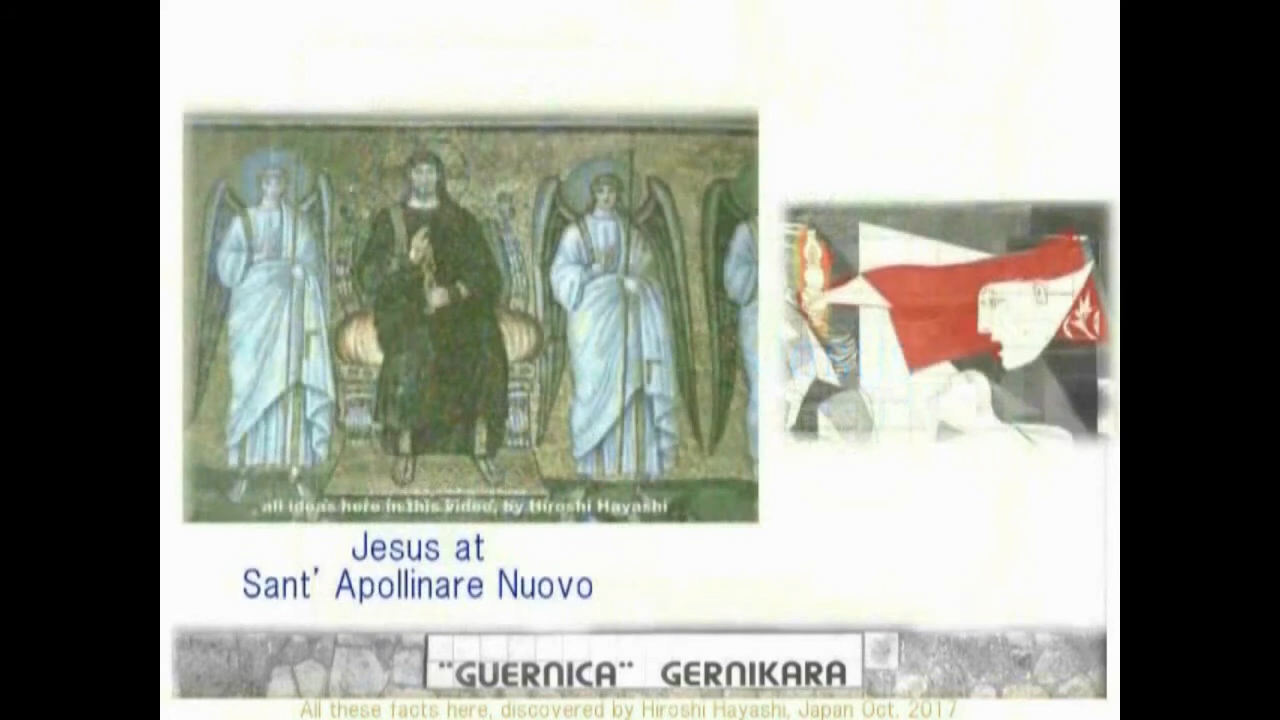 all ideas here in this video, by Hiroshi Hayashi
Jesus at
Sant' Apollinare Nuovo
"GUERNICA" GERNIKARA
All these facts here, discovered by Hiroshi Hayashi, Japan Oct. 2017